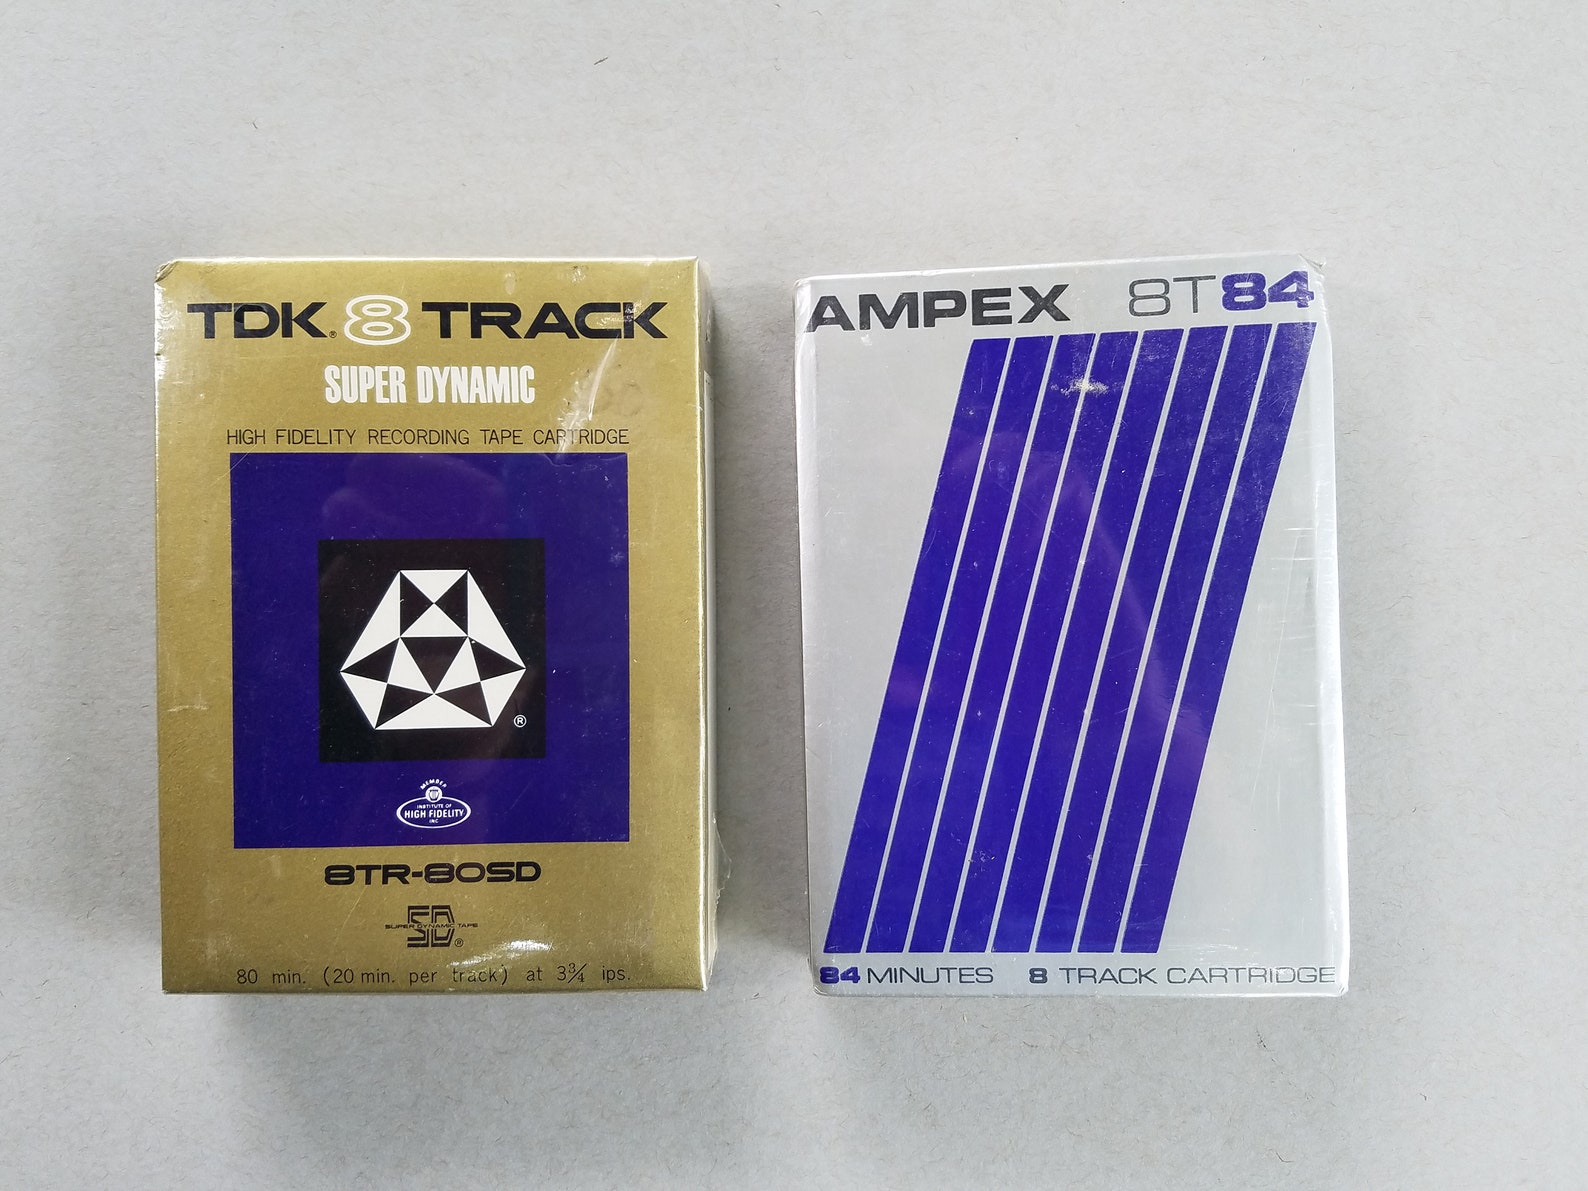 TDK® 8 TRACK
SUPER DYNAMIC
HIGH FIDELITY RECORDING TAPE CARTRIDGE
®
MEMBER
INSTITUTE OF
HIGH FIDELITY
INC
8TR-80SD
SD
SUPER DYNAMIC TAPE
®
80 min. (20 min. per track) at 3¾ ips.
AMPEX 8T84
84 MINUTES 8 TRACK CARTRIDGE